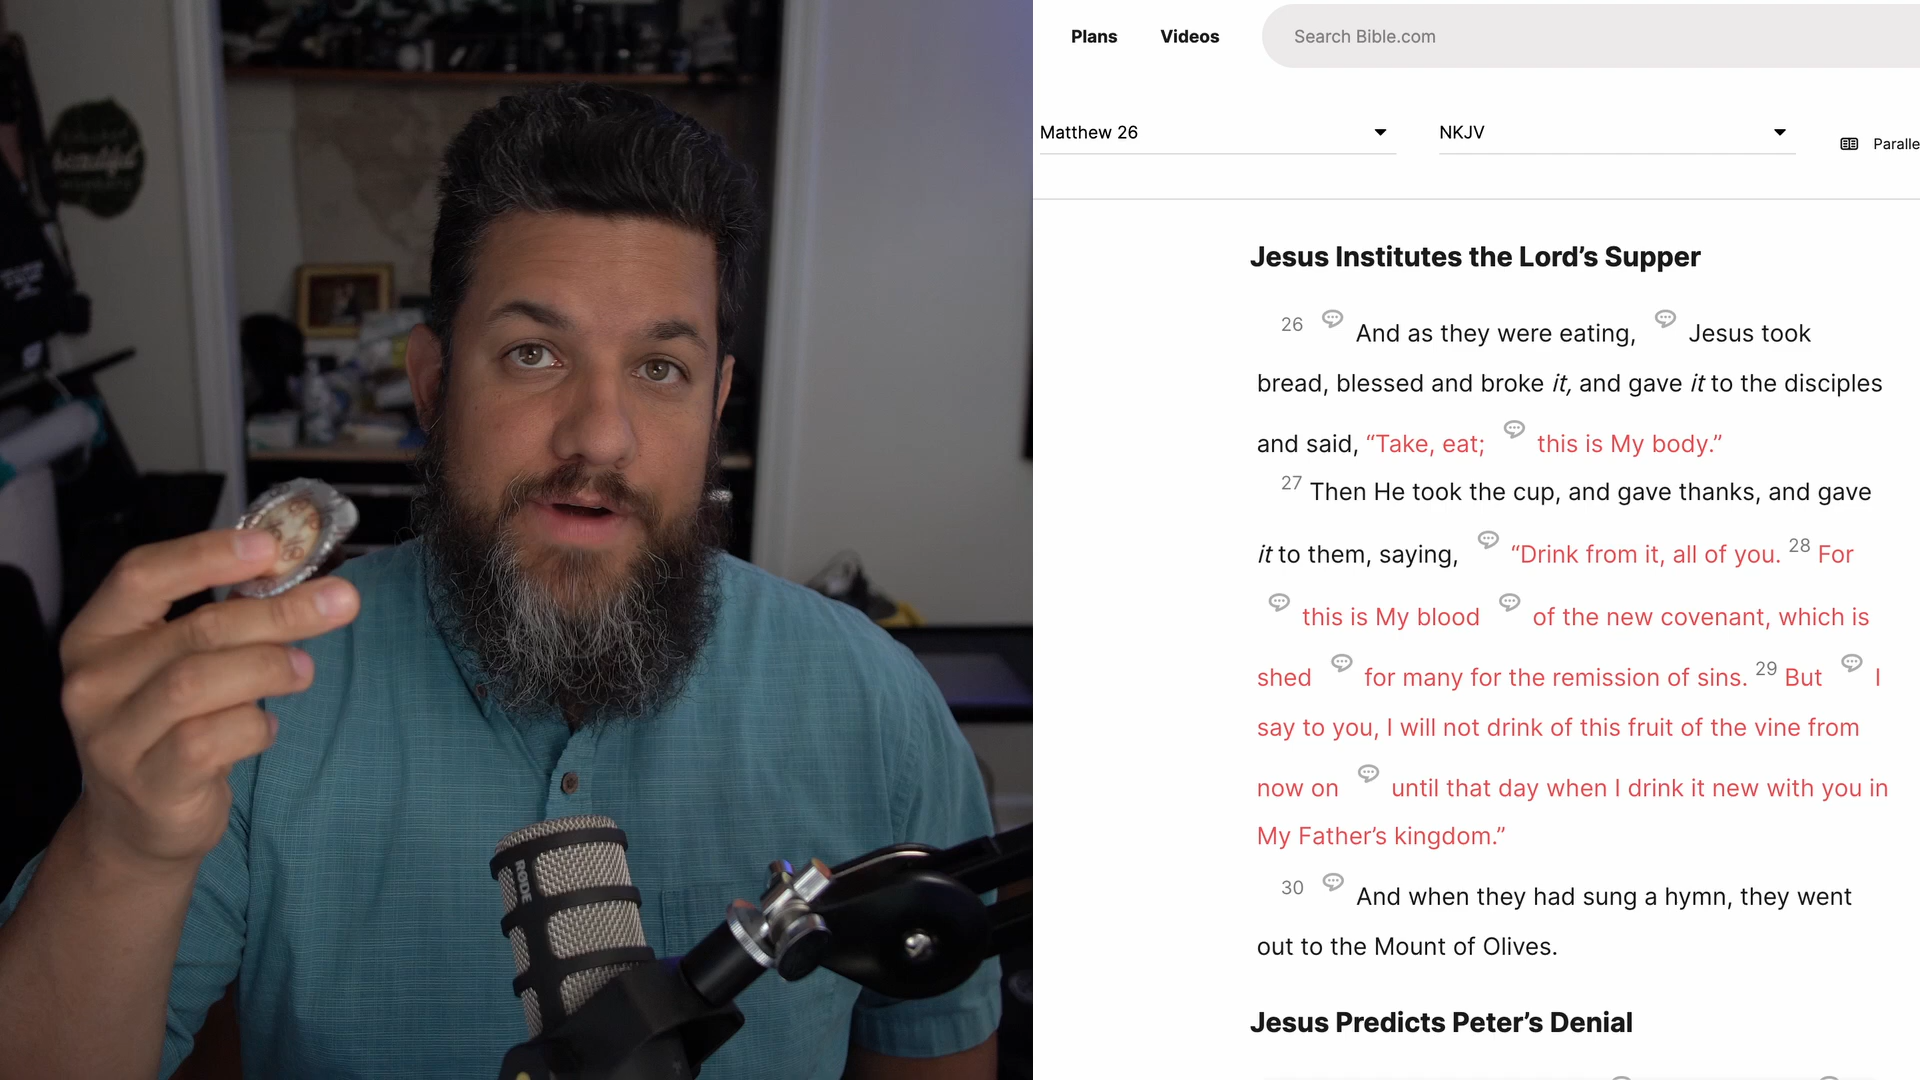 Plans Videos Search Bible.com
Matthew 26 NKJV Paralle
Jesus Institutes the Lord’s Supper
26 And as they were eating, Jesus took
bread, blessed and broke it, and gave it to the disciples
and said, “Take, eat; this is My body.”
27 Then He took the cup, and gave thanks, and gave
it to them, saying, “Drink from it, all of you. 28 For
this is My blood of the new covenant, which is
shed for many for the remission of sins. 29 But I
say to you, I will not drink of this fruit of the vine from
now on until that day when I drink it new with you in
My Father’s kingdom.”
30 And when they had sung a hymn, they went
out to the Mount of Olives.
Jesus Predicts Peter’s Denial
beautiful
RØDE